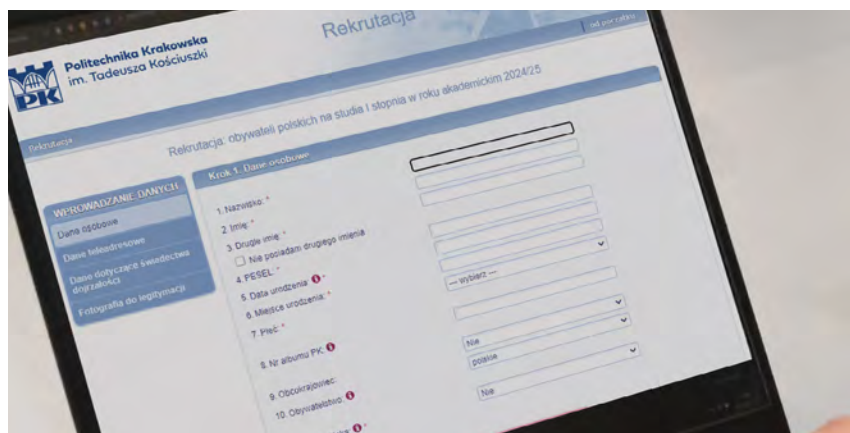 Politechnika Krakowska
im. Tadeusza Kościuszki
PK
Rekrutacja
od początku
Rekrutacja
Rekrutacja: obywateli polskich na studia I stopnia w roku akademickim 2024/25
WPROWADZANIE DANYCH
Dane osobowe
Dane teleadresowe
Dane dotyczące świadectwa
dojrzałości
Fotografia do legitymacji
Krok 1. Dane osobowe
1. Nazwisko: *
2. Imię: *
3. Drugie imię: *
Nie posiadam drugiego imienia
4. PESEL: *
5. Data urodzenia: *
6. Miejsce urodzenia: *
7. Płeć: *
--- wybierz ---
8. Nr albumu PK:
9. Obcokrajowiec:
Nie
10. Obywatelstwo:
polskie
Nie